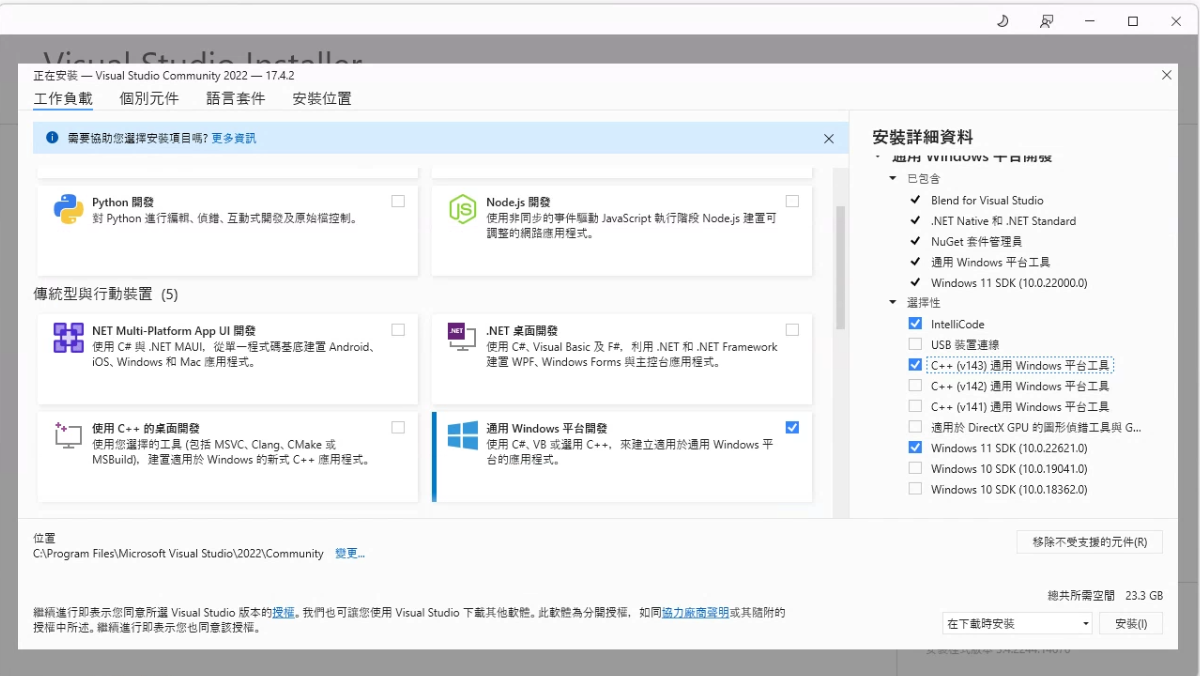 Visual Studio Installer
正在安裝 — Visual Studio Community 2022 — 17.4.2
工作負載 個別元件 語言套件 安裝位置
需要協助您選擇安裝項目嗎? 更多資訊
Python 開發
對 Python 進行編輯、偵錯、互動式開發及原始檔控制。
Node.js 開發
使用非同步的事件驅動 JavaScript 執行階段 Node.js 建置可
調整的網路應用程式。
傳統型與行動裝置 (5)
NET Multi-Platform App UI 開發
使用 C# 與 .NET MAUI，從單一程式碼基底建置 Android、
iOS、Windows 和 Mac 應用程式。
.NET 桌面開發
使用 C#、Visual Basic 及 F#，利用 .NET 和 .NET Framework
建置 WPF、Windows Forms 與主控台應用程式。
使用 C++ 的桌面開發
使用您選擇的工具 (包括 MSVC、Clang、CMake 或
MSBuild)，建置適用於 Windows 的新式 C++ 應用程式。
通用 Windows 平台開發
使用 C#、VB 或選用 C++，來建立適用於通用 Windows 平
台的應用程式。
安裝詳細資料
通用 Windows 平台開發
已包含
Blend for Visual Studio
.NET Native 和 .NET Standard
NuGet 套件管理員
通用 Windows 平台工具
Windows 11 SDK (10.0.22000.0)
選擇性
IntelliCode
USB 裝置連線
C++ (v143) 通用 Windows 平台工具
C++ (v142) 通用 Windows 平台工具
C++ (v141) 通用 Windows 平台工具
適用於 DirectX GPU 的圖形偵錯工具與 G...
Windows 11 SDK (10.0.22621.0)
Windows 10 SDK (10.0.19041.0)
Windows 10 SDK (10.0.18362.0)
位置
C:\Program Files\Microsoft Visual Studio\2022\Community 變更...
移除不受支援的元件(R)
總共所需空間 23.3 GB
繼續進行即表示您同意所選 Visual Studio 版本的授權。我們也可讓您使用 Visual Studio 下載其他軟體。此軟體為分開授權，如同協力廠商聲明或其隨附的
授權中所述。繼續進行即表示您也同意該授權。
在下載時安裝 安裝(I)